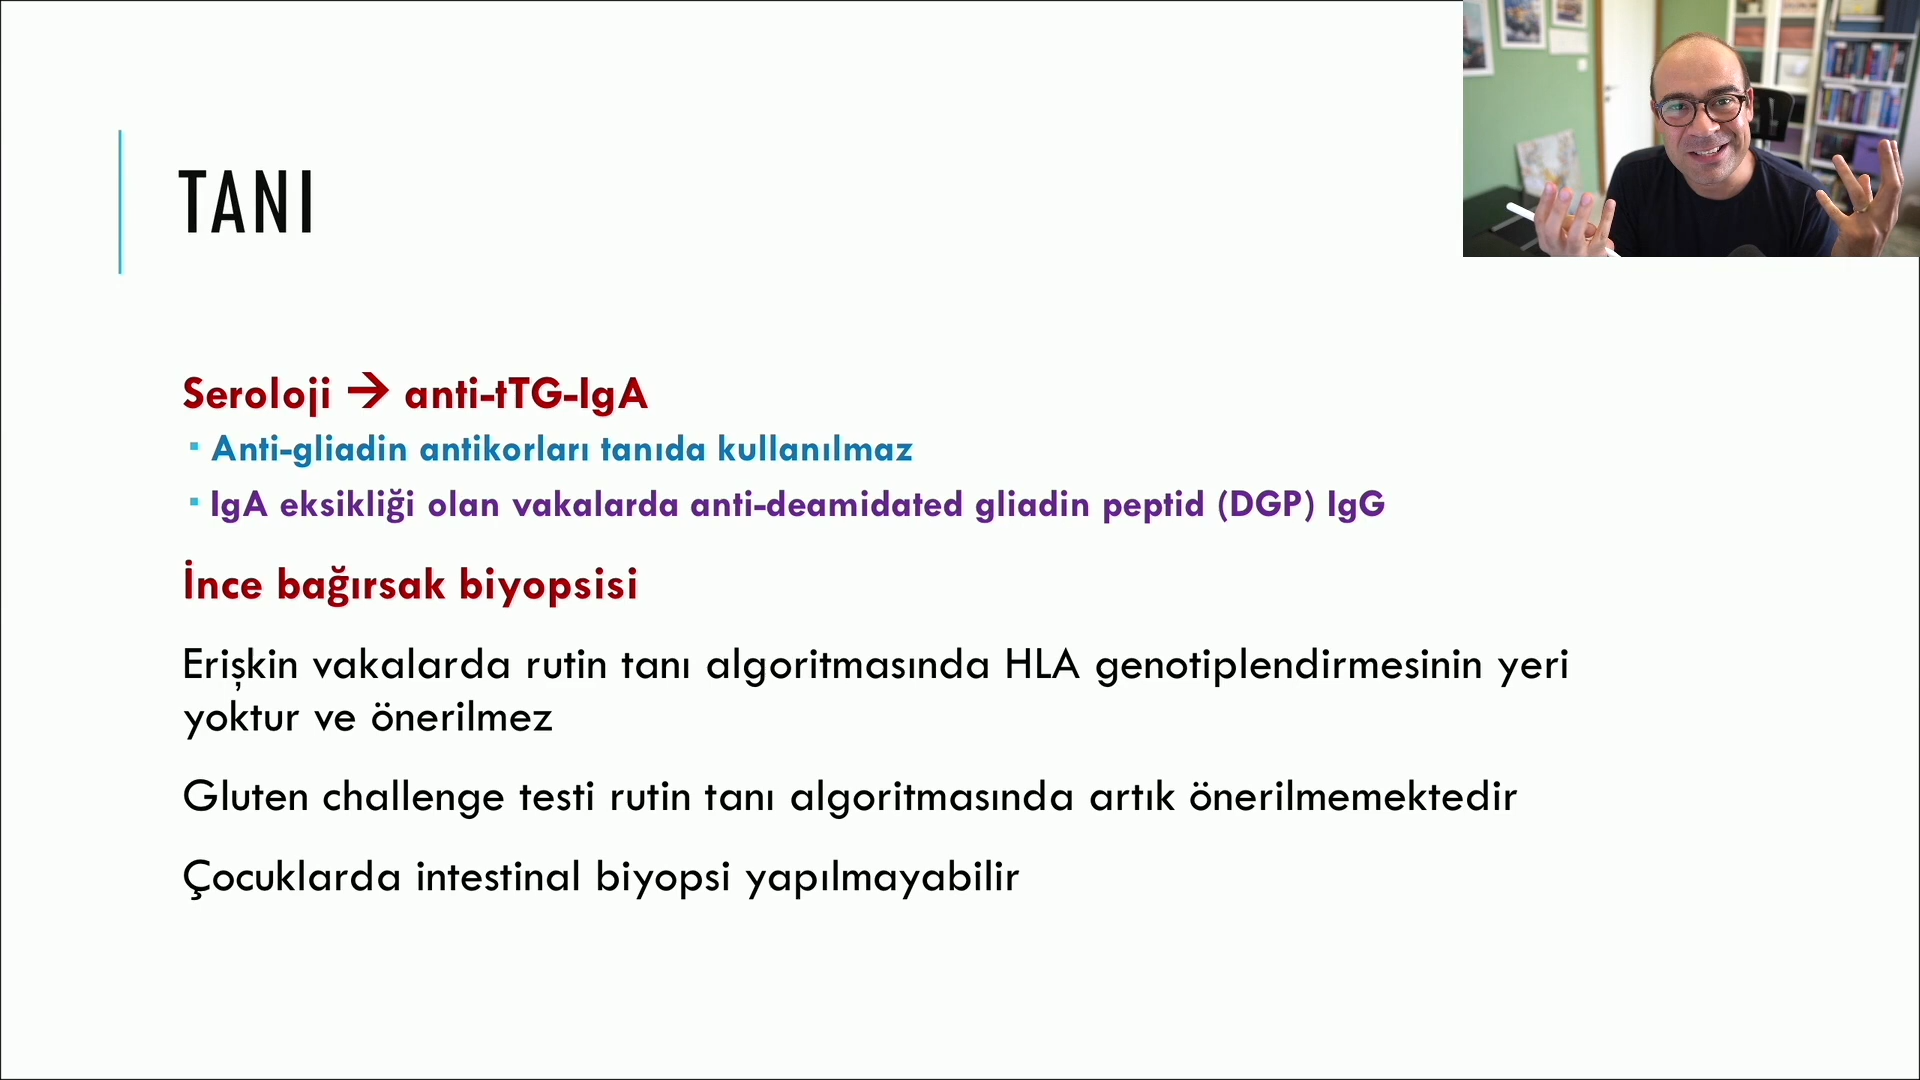 TANI
Seroloji → anti-tTG-IgA
▪ Anti-gliadin antikorları tanıda kullanılmaz
▪ IgA eksikliği olan vakalarda anti-deamidated gliadin peptid (DGP) IgG
İnce bağırsak biyopsisi
Erişkin vakalarda rutin tanı algoritmasında HLA genotiplendirmesinin yeri
yoktur ve önerilmez
Gluten challenge testi rutin tanı algoritmasında artık önerilmemektedir
Çocuklarda intestinal biyopsi yapılmayabilir